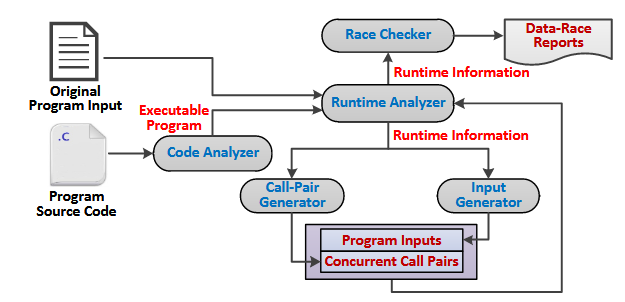 Race Checker
Data-Race
Reports
Runtime Information
Original
Program Input
Runtime Analyzer
Executable
Program
Runtime Information
.C
Code Analyzer
Program
Source Code
Call-Pair
Generator
Input
Generator
Program Inputs
Concurrent Call Pairs